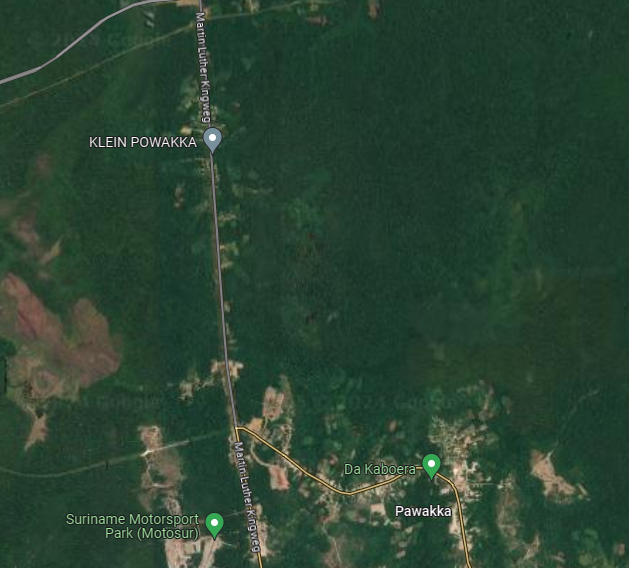 Martin Luther Kingweg
KLEIN POWAKKA
Martin Luther Kingweg
Da Kaboera
Pawakka
Suriname Motorsport
Park (Motosur)